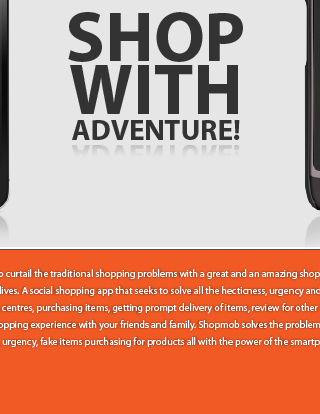 SHOP
WITH
ADVENTURE!
o curtail the traditional shopping problems with a great and an amazing shop
lives. A social shopping app that seeks to solve all the hecticness, urgency and
centres, purchasing items, getting prompt delivery of items, review for other
opping experience with your friends and family. Shopmob solves the problem
urgency, fake items purchasing for products all with the power of the smartp